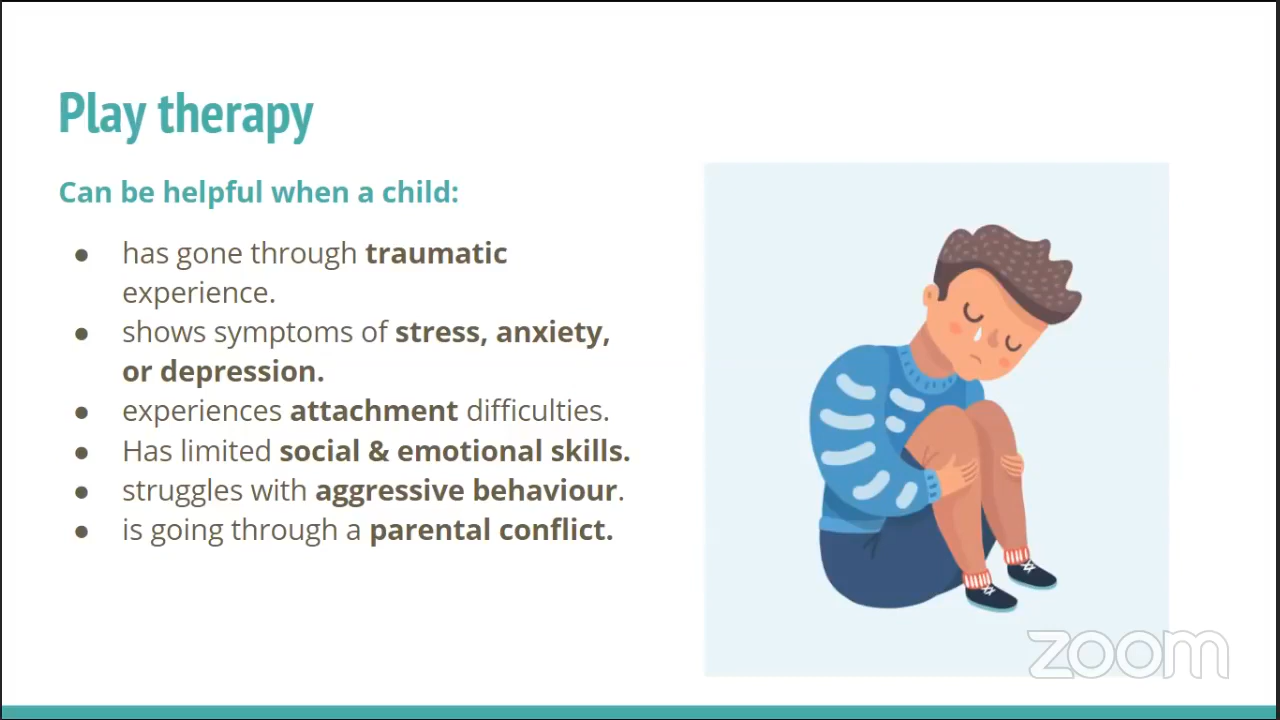 Play therapy
Can be helpful when a child:
● has gone through traumatic
experience.
● shows symptoms of stress, anxiety,
or depression.
● experiences attachment difficulties.
● Has limited social & emotional skills.
● struggles with aggressive behaviour.
● is going through a parental conflict.
zoom